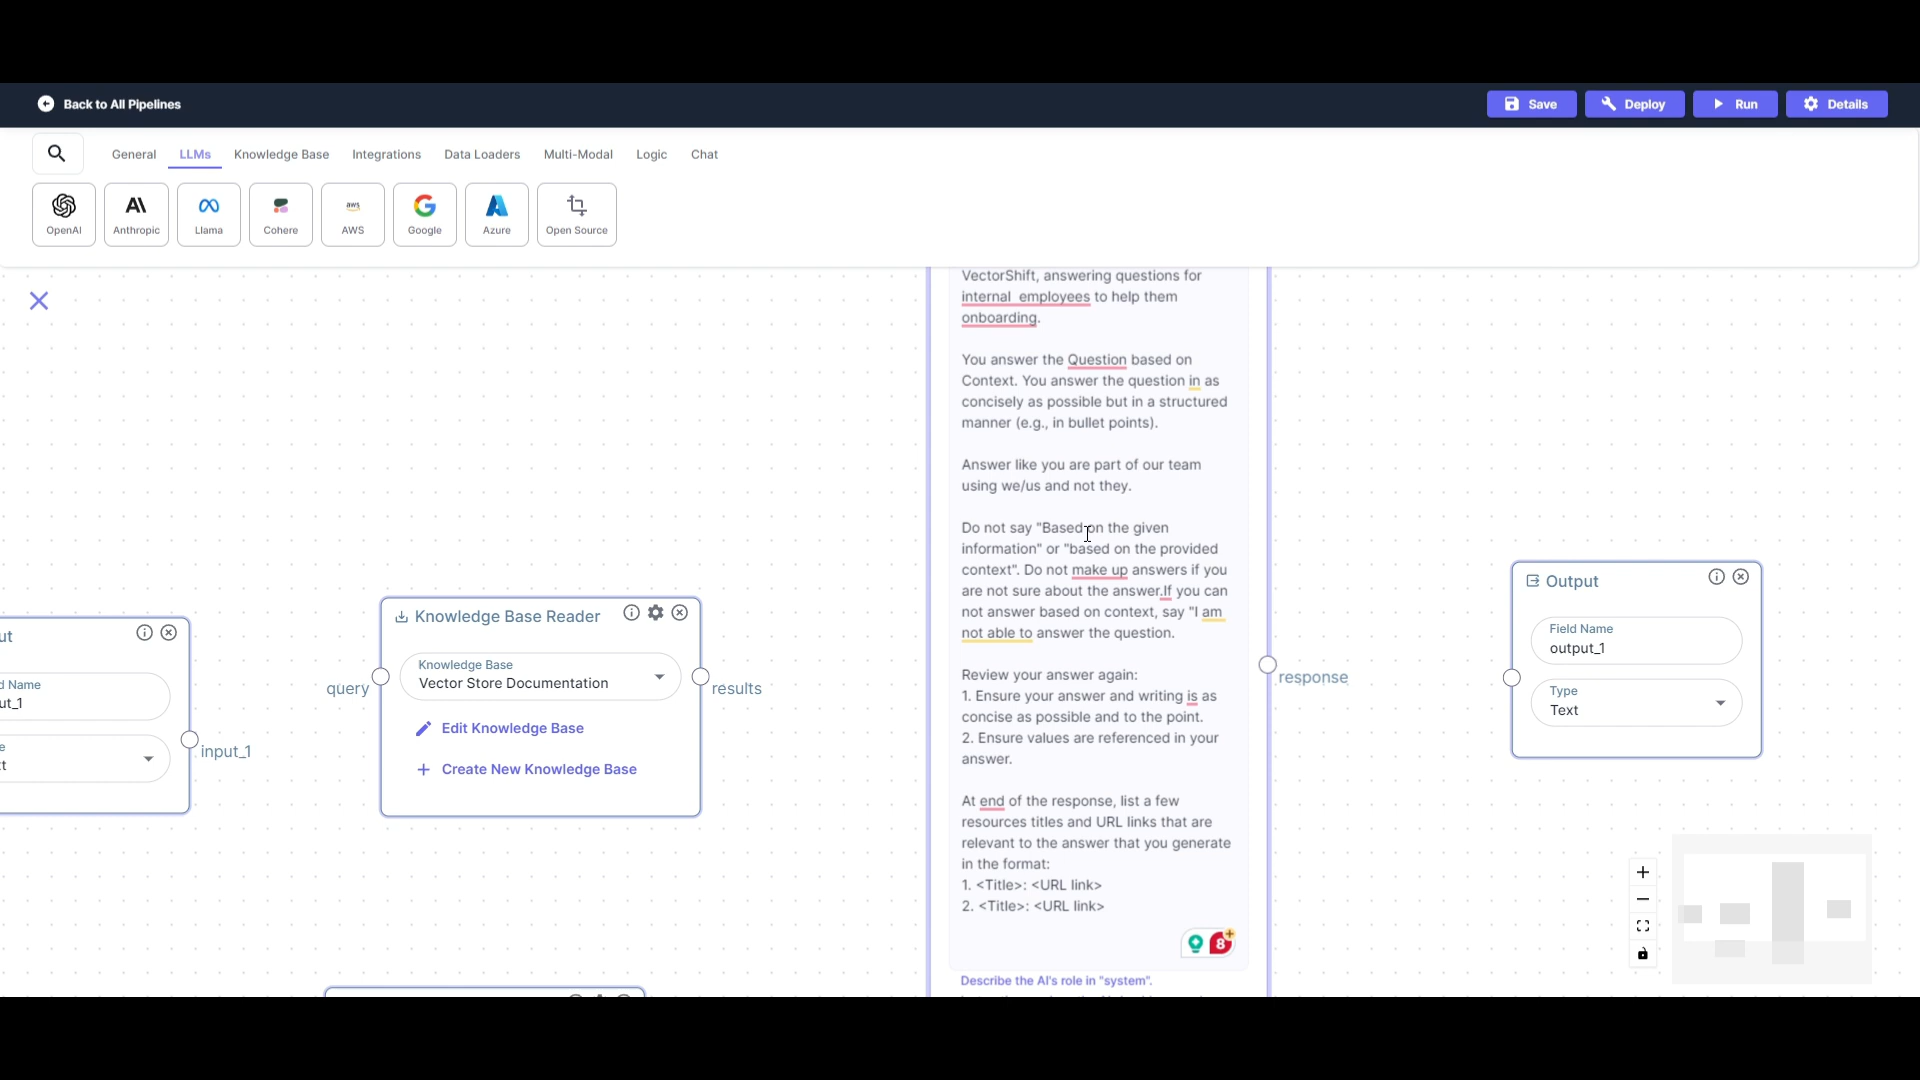 Back to All Pipelines
Save
Deploy
Run
Details
General
LLMs
Knowledge Base
Integrations
Data Loaders
Multi-Modal
Logic
Chat
OpenAI
Anthropic
Llama
Cohere
aws
AWS
Google
Azure
Open Source
VectorShift, answering questions for
internal  employees to help them
onboarding.
You answer the Question based on
Context. You answer the question in as
concisely as possible but in a structured
manner (e.g., in bullet points).
Answer like you are part of our team
using we/us and not they.
Do not say "Based on the given
information" or "based on the provided
context". Do not make up answers if you
are not sure about the answer.If you can
not answer based on context, say "I am
not able to answer the question.
Review your answer again:
1. Ensure your answer and writing is as
concise as possible and to the point.
2. Ensure values are referenced in your
answer.
At end of the response, list a few
resources titles and URL links that are
relevant to the answer that you generate
in the format:
1. <Title>: <URL link>
2. <Title>: <URL link>
8
Describe the AI's role in "system".
ut
d Name
ut_1
e
t
input_1
Knowledge Base Reader
Knowledge Base
Vector Store Documentation
query
results
Edit Knowledge Base
Create New Knowledge Base
response
Output
Field Name
output_1
Type
Text